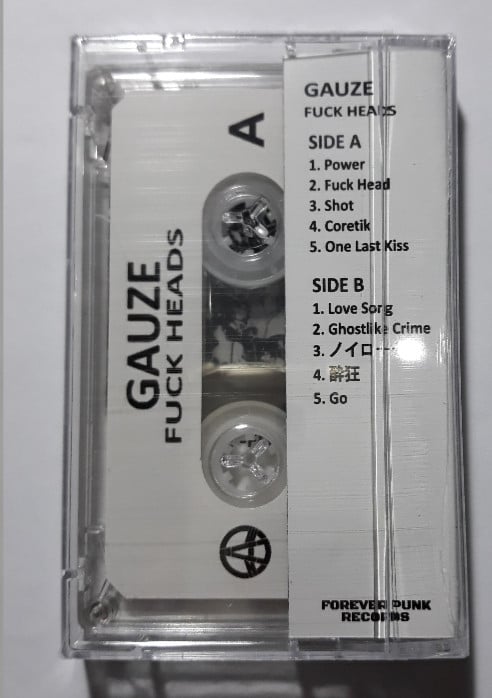 A
GAUZE
FUCK HEADS
GAUZE
FUCK HEADS
SIDE A
1. Power
2. Fuck Head
3. Shot
4. Coretik
5. One Last Kiss
SIDE B
1. Love Song
2. Ghostlike Crime
3. ノイロ
4. 酔狂
5. Go
FOREVER PUNK
RECORDS